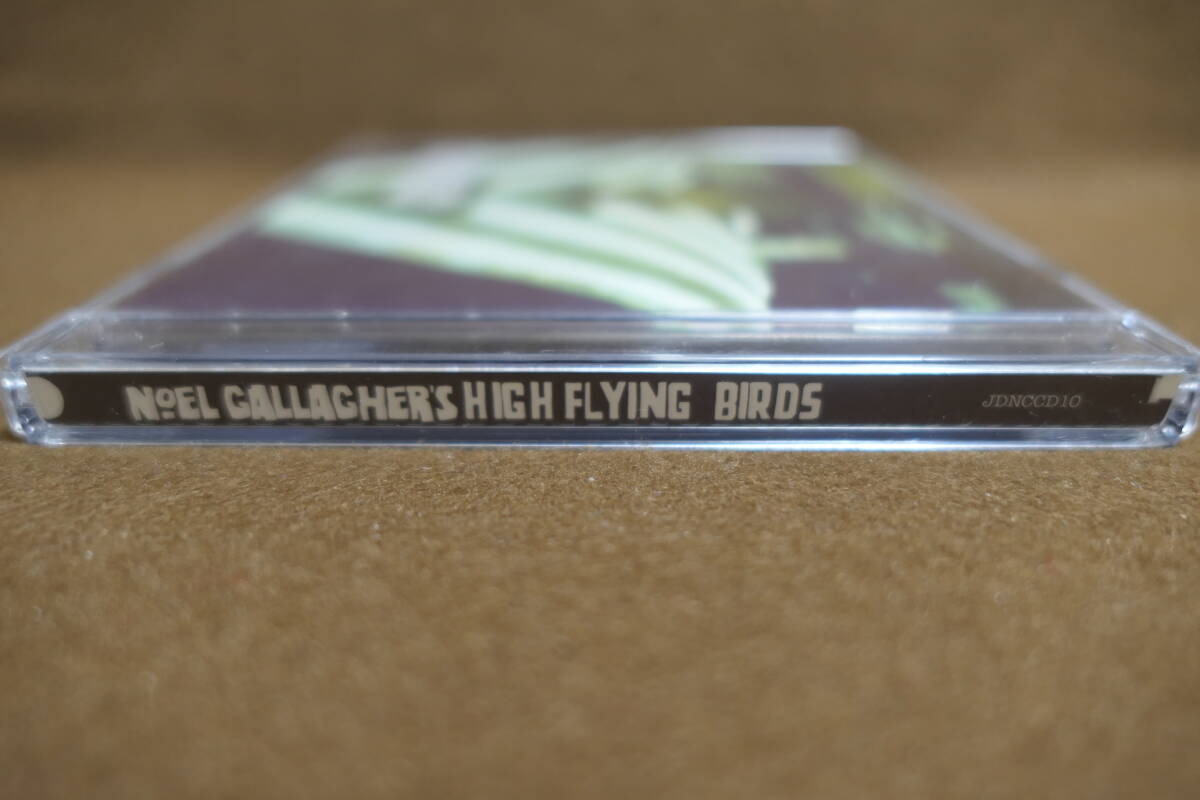 NOEL GALLAGHER'S HIGH FLYING BIRDS JDNCCD10